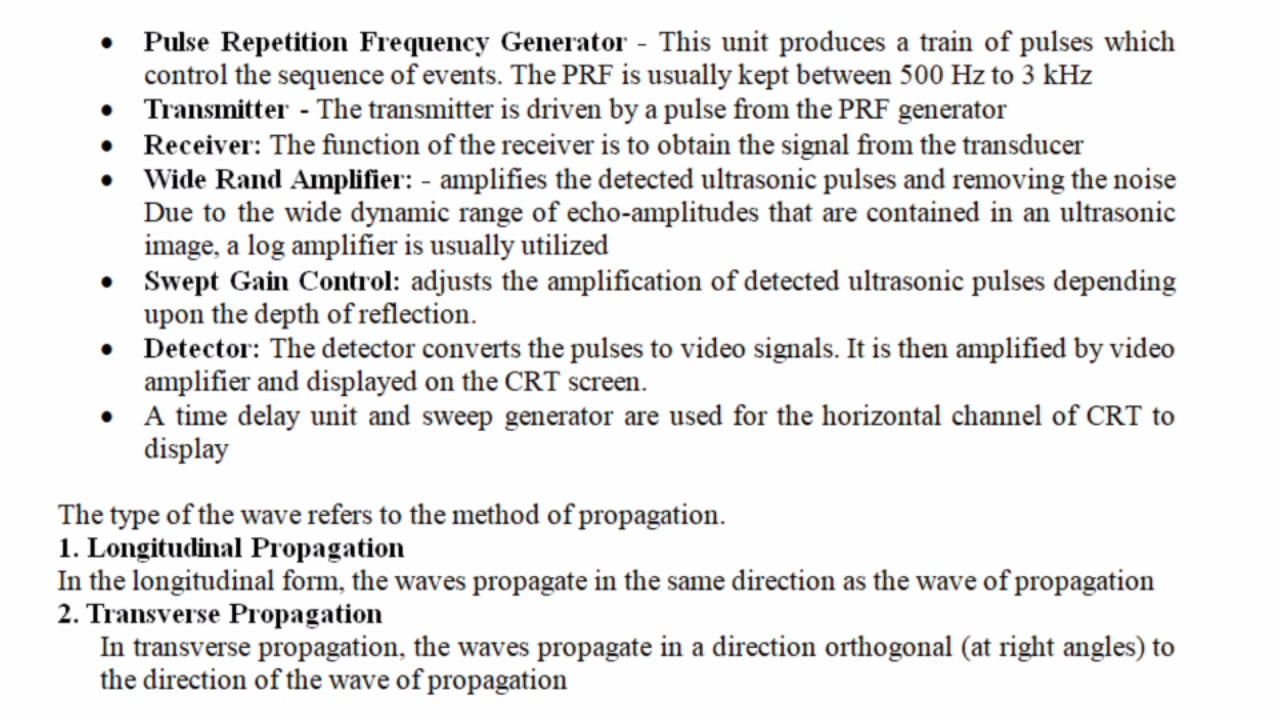 • Pulse Repetition Frequency Generator - This unit produces a train of pulses which
control the sequence of events. The PRF is usually kept between 500 Hz to 3 kHz
• Transmitter - The transmitter is driven by a pulse from the PRF generator
• Receiver: The function of the receiver is to obtain the signal from the transducer
• Wide Rand Amplifier: - amplifies the detected ultrasonic pulses and removing the noise
Due to the wide dynamic range of echo-amplitudes that are contained in an ultrasonic
image, a log amplifier is usually utilized
• Swept Gain Control: adjusts the amplification of detected ultrasonic pulses depending
upon the depth of reflection.
• Detector: The detector converts the pulses to video signals. It is then amplified by video
amplifier and displayed on the CRT screen.
• A time delay unit and sweep generator are used for the horizontal channel of CRT to
display
The type of the wave refers to the method of propagation.
1. Longitudinal Propagation
In the longitudinal form, the waves propagate in the same direction as the wave of propagation
2. Transverse Propagation
In transverse propagation, the waves propagate in a direction orthogonal (at right angles) to
the direction of the wave of propagation